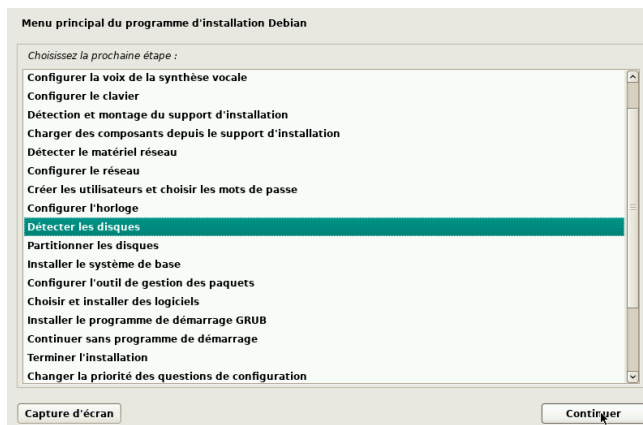 Menu principal du programme d'installation Debian
Choisissez la prochaine étape :
Configurer la voix de la synthèse vocale
Configurer le clavier
Détection et montage du support d'installation
Charger des composants depuis le support d'installation
Détecter le matériel réseau
Configurer le réseau
Créer les utilisateurs et choisir les mots de passe
Configurer l'horloge
Détecter les disques
Partitionner les disques
Installer le système de base
Configurer l'outil de gestion des paquets
Choisir et installer des logiciels
Installer le programme de démarrage GRUB
Continuer sans programme de démarrage
Terminer l'installation
Changer la priorité des questions de configuration
Capture d'écran
Continuer